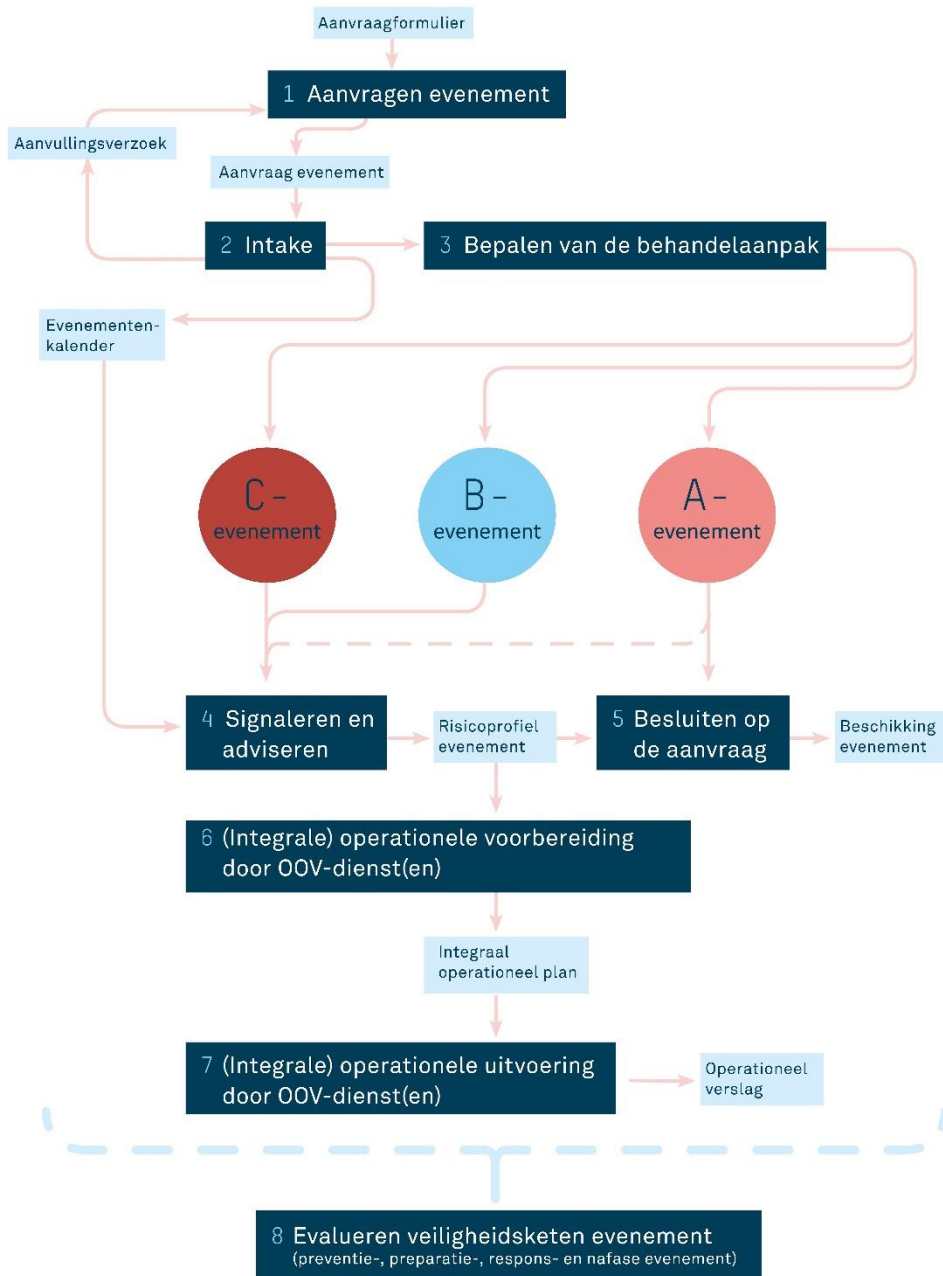 Aanvraagformulier
1 Aanvragen evenement
Aanvullingsverzoek
Aanvraag evenement
2 Intake
3 Bepalen van de behandelaanpak
Evenementen-
kalender
C-
evenement
B-
evenement
A-
evenement
4 Signaleren en
adviseren
Risicoprofiel
evenement
5 Besluiten op
de aanvraag
Beschikking
evenement
6 (Integrale) operationele voorbereiding
door OOV-dienst(en)
Integraal
operationeel plan
7 (Integrale) operationele uitvoering
door OOV-dienst(en)
Operationeel
verslag
8 Evalueren veiligheidsketen evenement
(preventie-, preparatie-, respons- en nafase evenement)